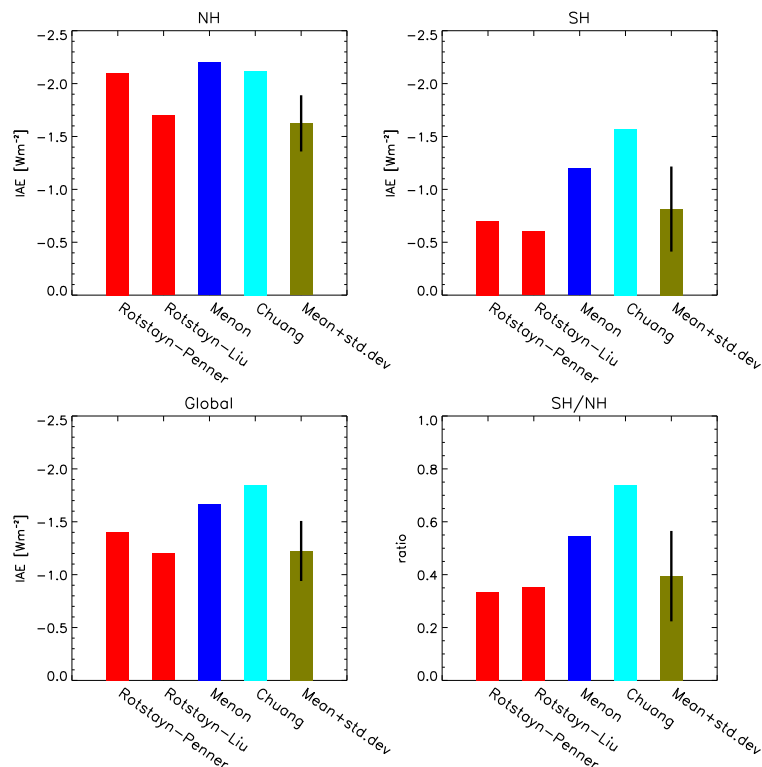 NH
IAE [Wm⁻²]
−2.5
−2.0
−1.5
−1.0
−0.5
0.0
Rotstayn−Penner
Rotstayn−Liu
Menon
Chuang
Mean+std.dev
SH
IAE [Wm⁻²]
−2.5
−2.0
−1.5
−1.0
−0.5
0.0
Rotstayn−Penner
Rotstayn−Liu
Menon
Chuang
Mean+std.dev
Global
IAE [Wm⁻²]
−2.5
−2.0
−1.5
−1.0
−0.5
0.0
Rotstayn−Penner
Rotstayn−Liu
Menon
Chuang
Mean+std.dev
SH/NH
ratio
1.0
0.8
0.6
0.4
0.2
0.0
Rotstayn−Penner
Rotstayn−Liu
Menon
Chuang
Mean+std.dev